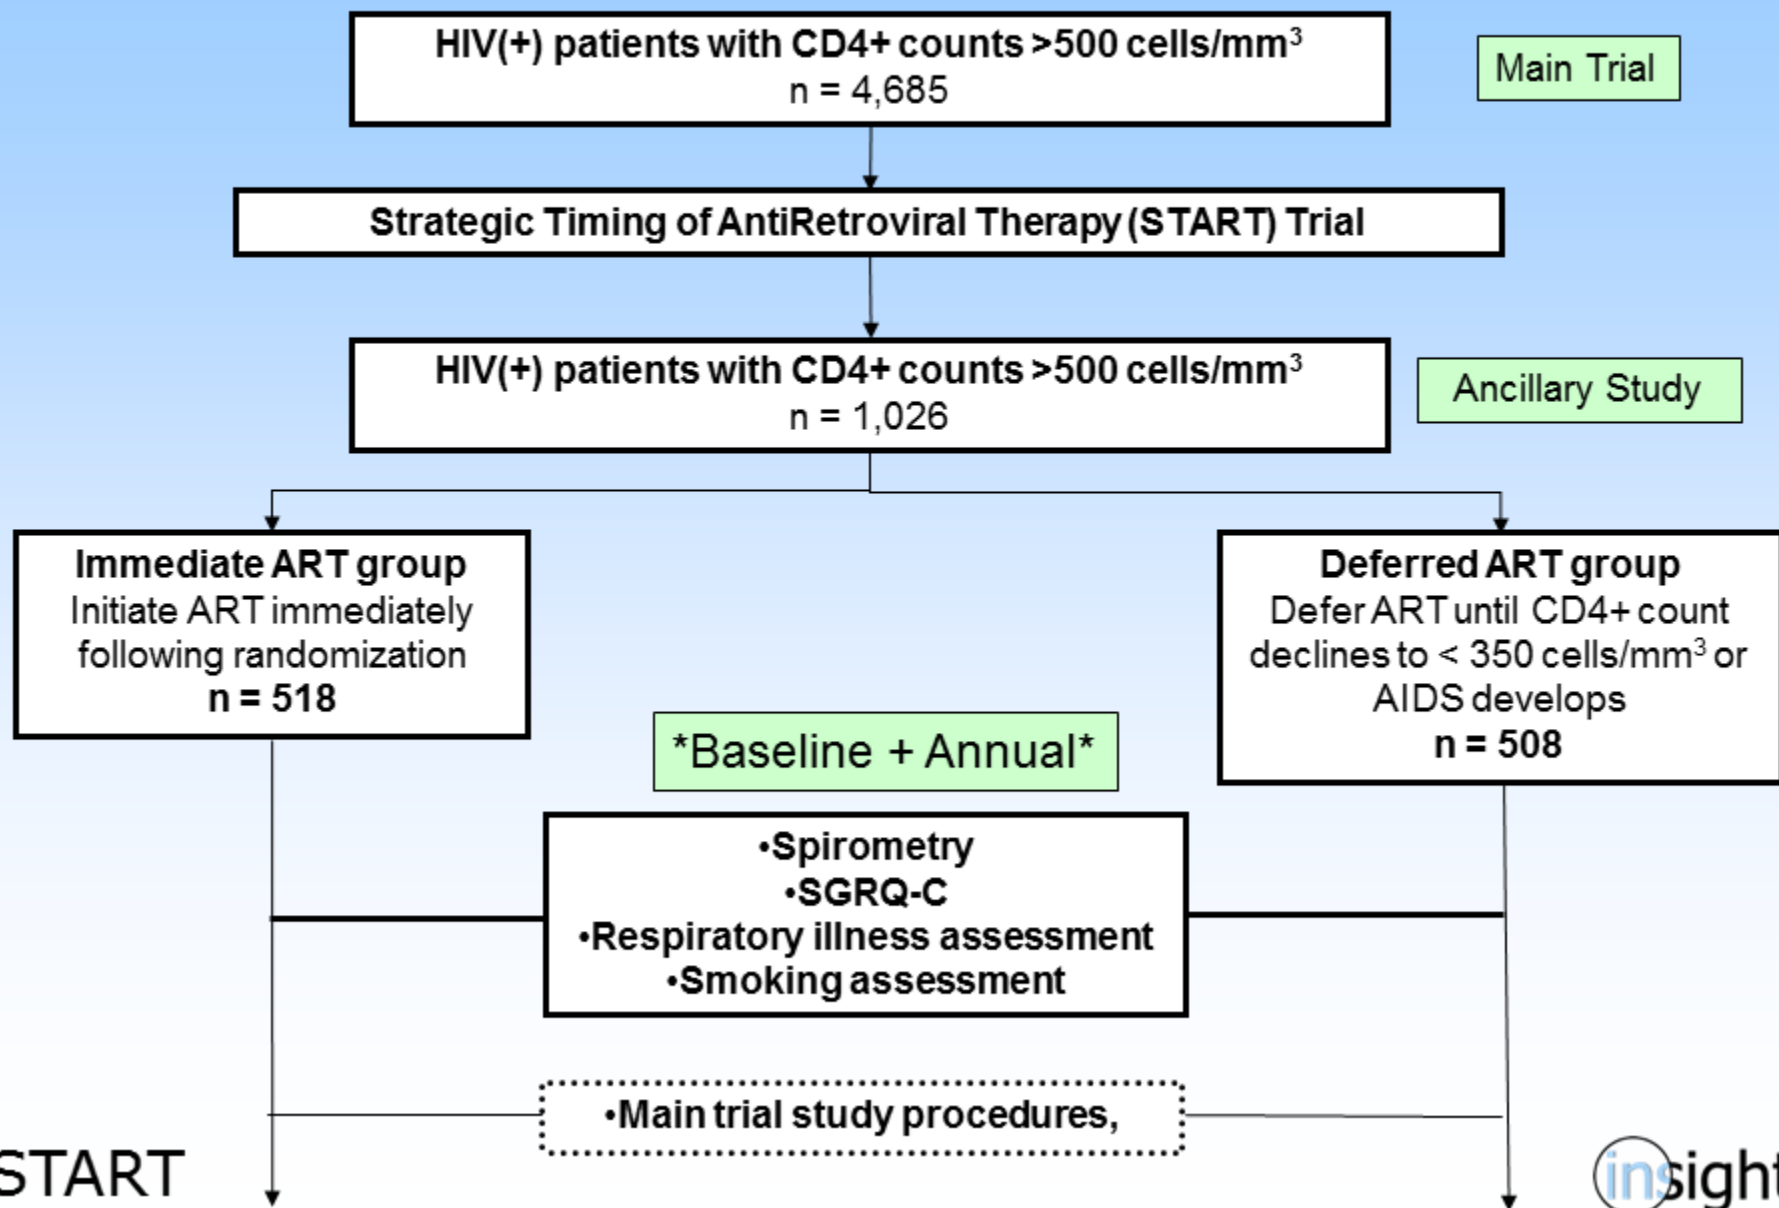 HIV(+) patients with CD4+ counts >500 cells/mm³
n = 4,685
Main Trial
Strategic Timing of AntiRetroviral Therapy (START) Trial
HIV(+) patients with CD4+ counts >500 cells/mm³
n = 1,026
Ancillary Study
Immediate ART group
Initiate ART immediately
following randomization
n = 518
Deferred ART group
Defer ART until CD4+ count
declines to < 350 cells/mm³ or
AIDS develops
n = 508
*Baseline + Annual*
•Spirometry
•SGRQ-C
•Respiratory illness assessment
•Smoking assessment
•Main trial study procedures,
START
insight